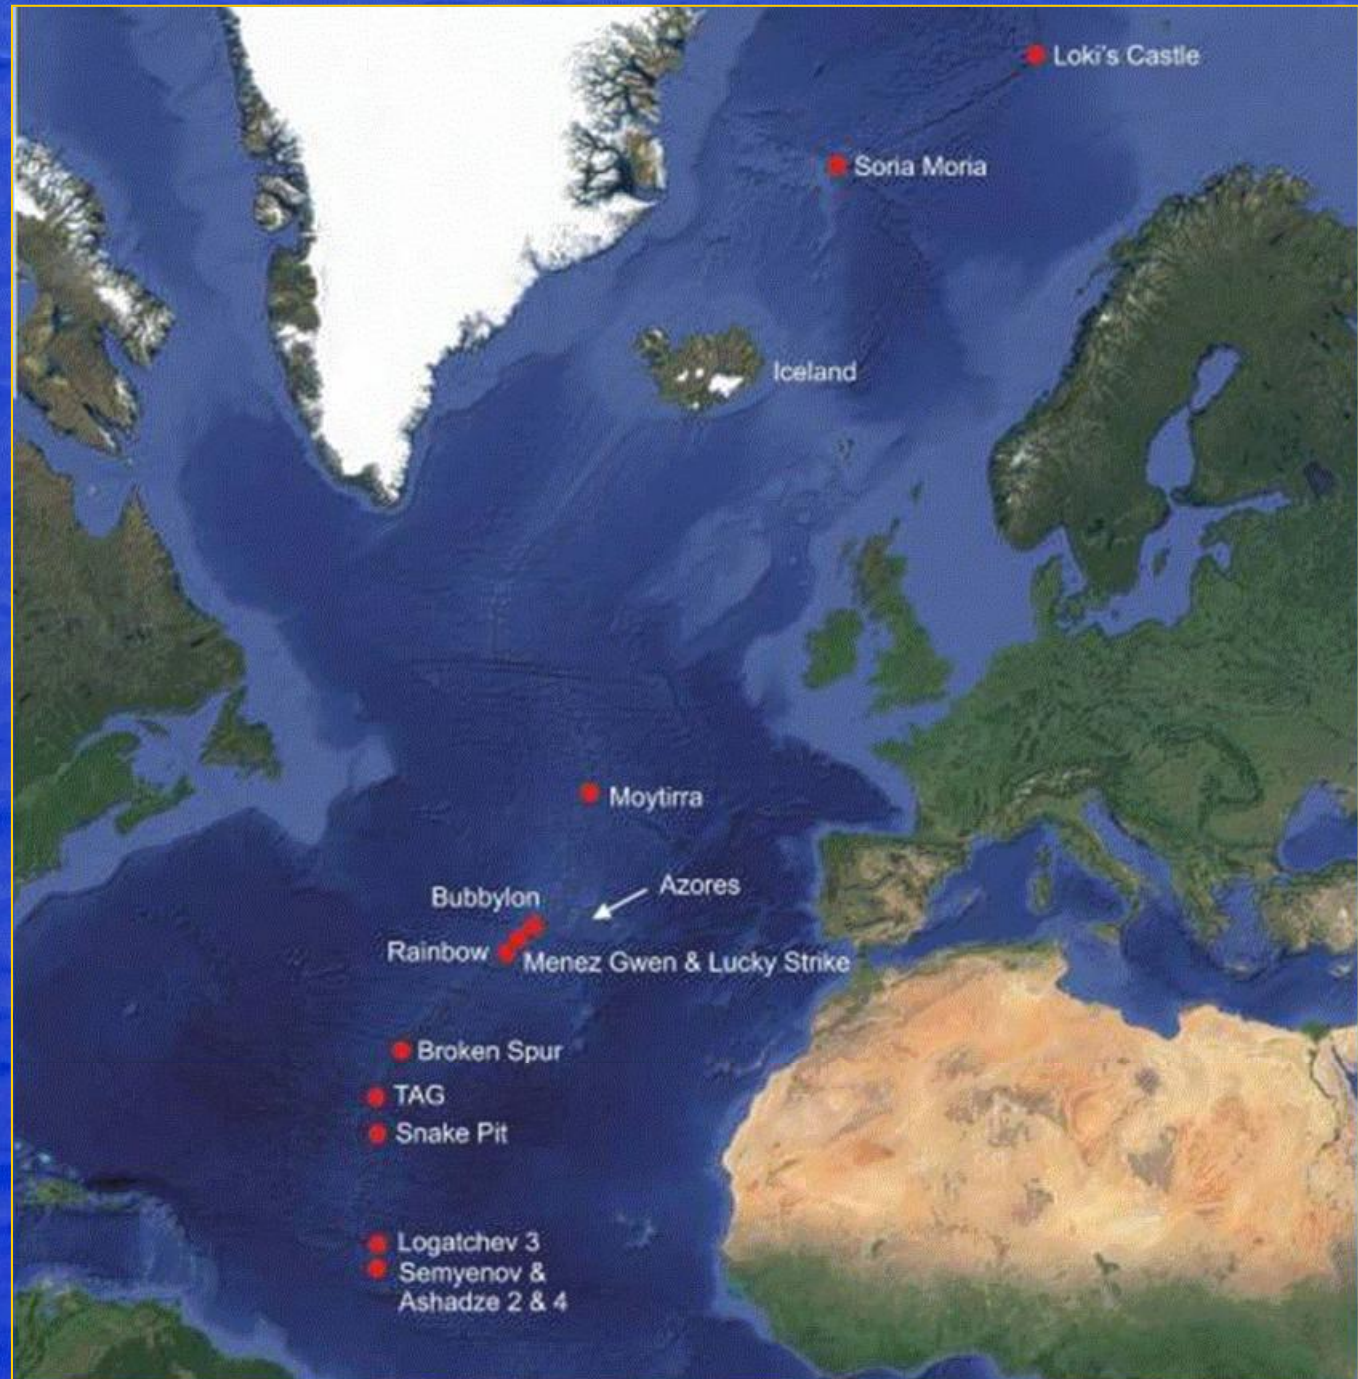 Loki's Castle
Soria Moria
Iceland
Moytirra
Azores
Bubbylon
Rainbow
Menez Gwen & Lucky Strike
Broken Spur
TAG
Snake Pit
Logatchev 3
Semyenov &
Ashadze 2 & 4